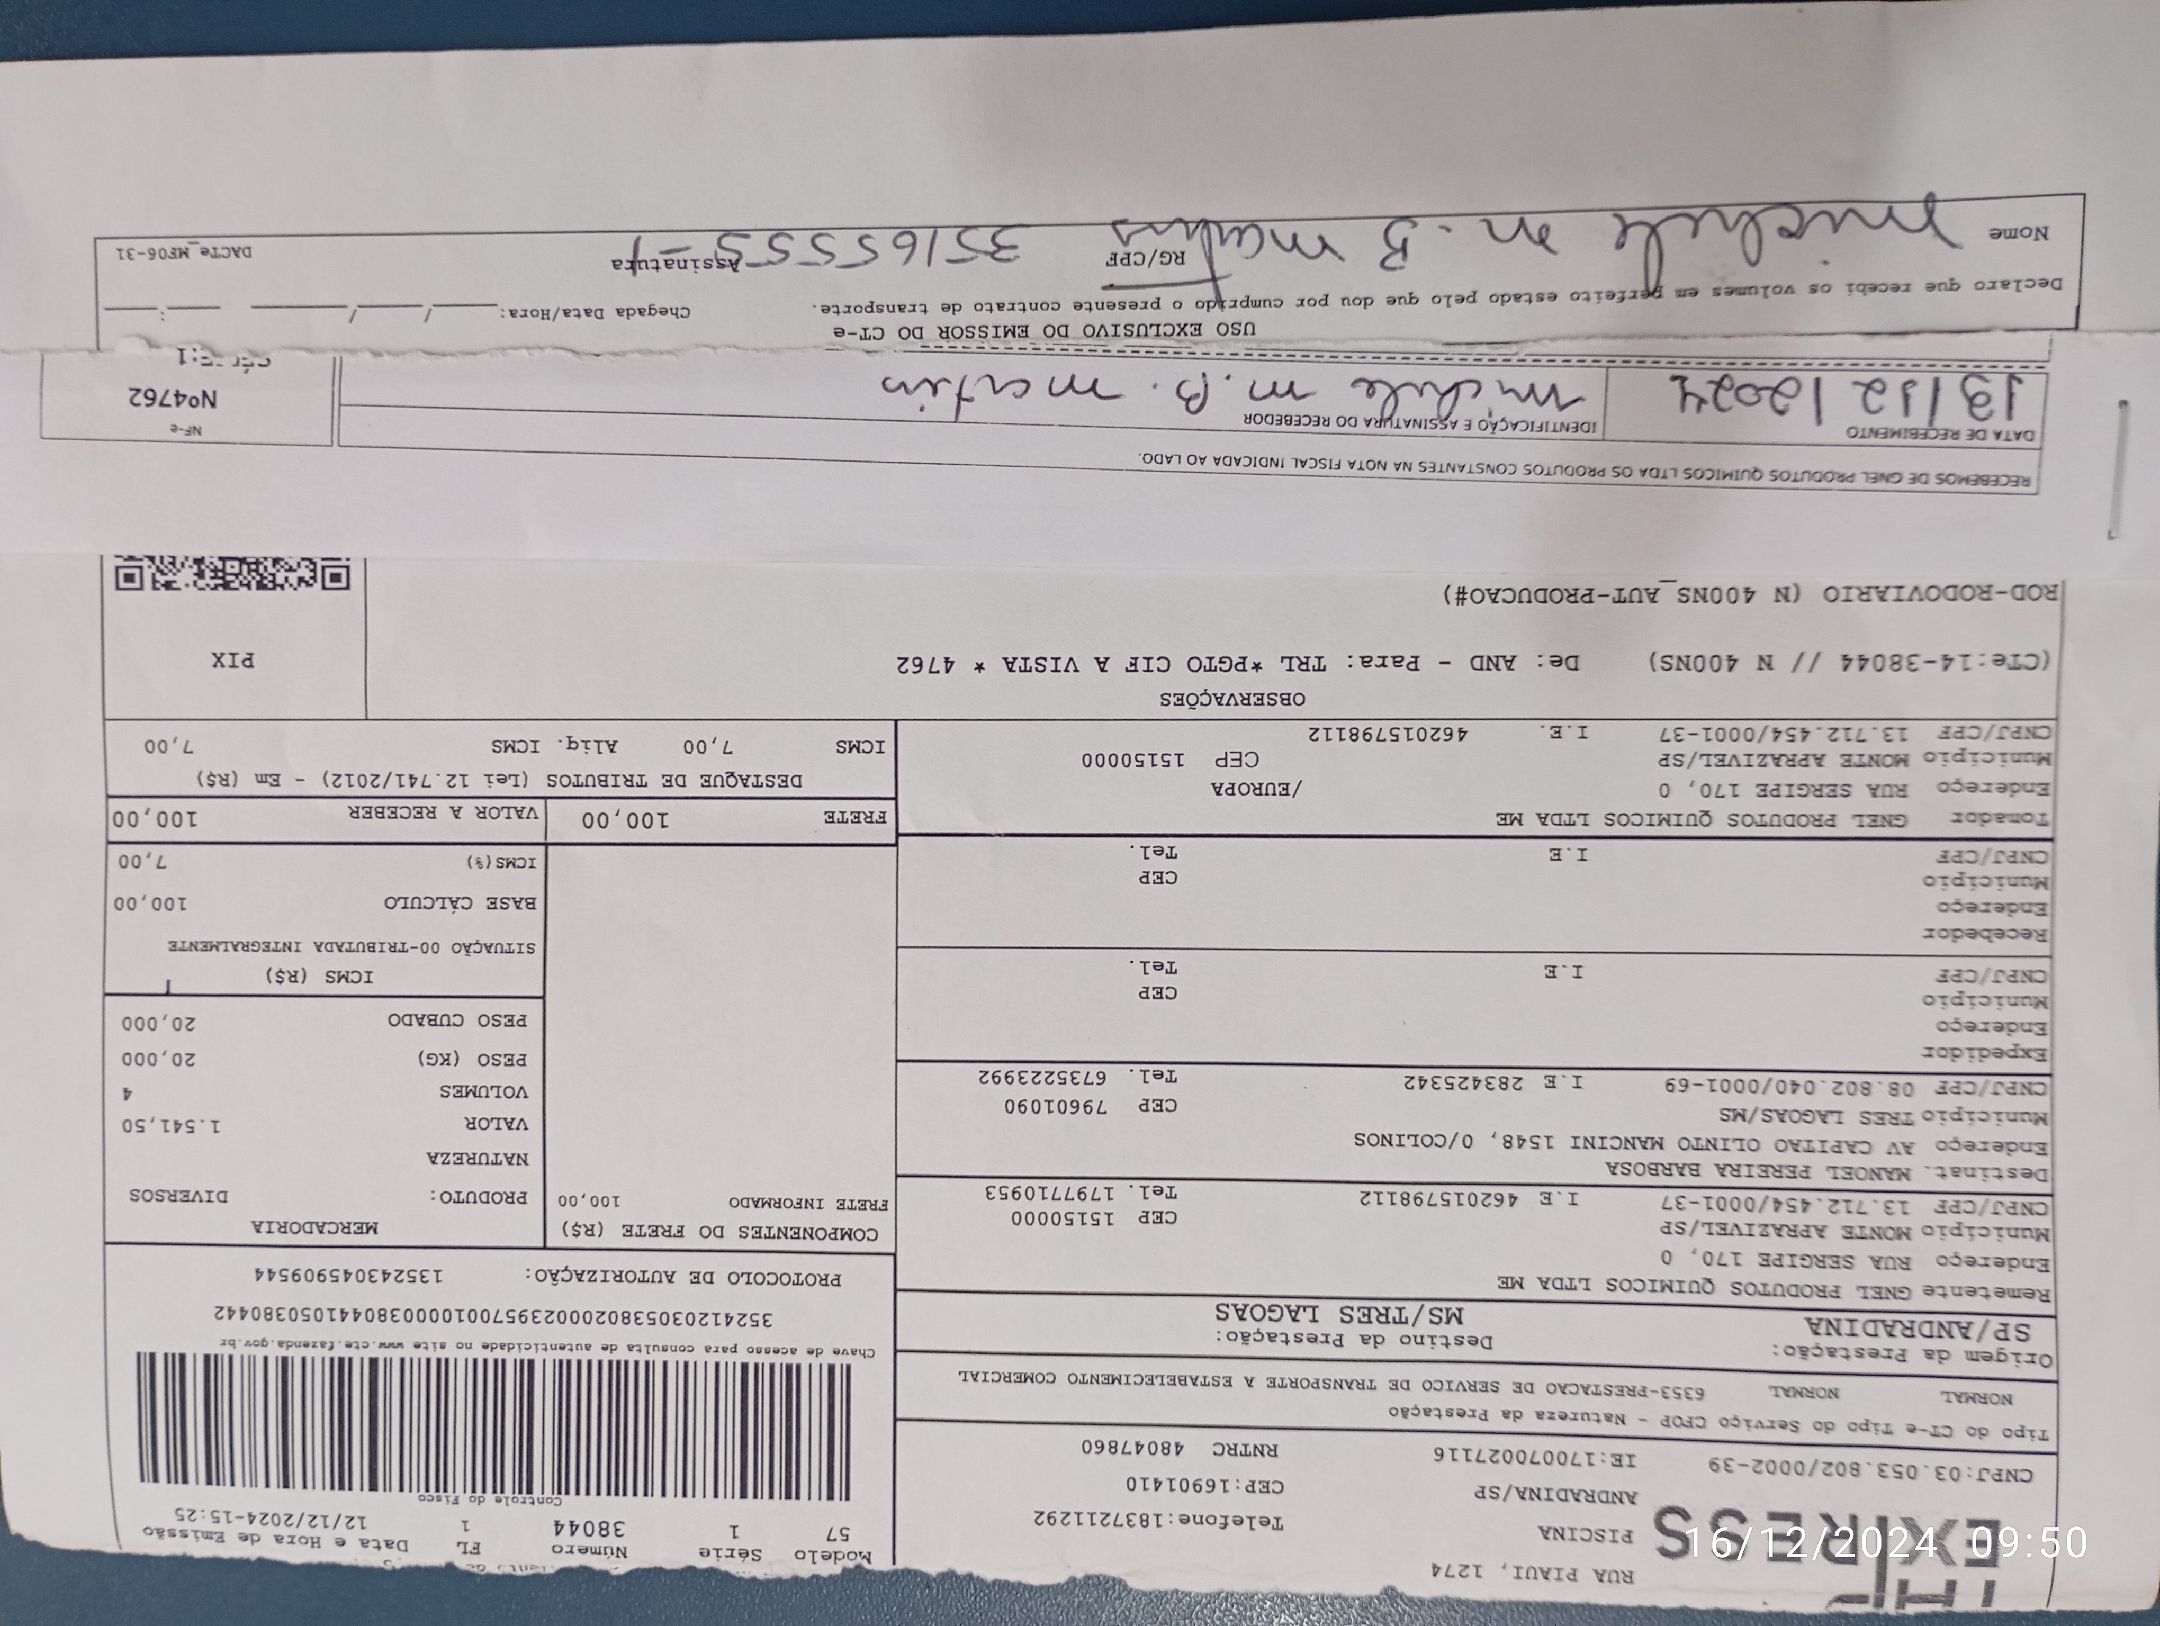 RUA PIAUI, 1274
PISCINA
ANDRADINA/SP
Telefone:1837211292
CEP:16901410
CNPJ:03.053.802/0002-39 IE:170070027116 RNTRC 48047860
Modelo Série Número FL Data e Hora de Emissão
57 1 38044 1 12/12/2024-15:25
Controle do Fisco
Tipo do CT-e Tipo do Serviço CFOP - Natureza da Prestação
NORMAL NORMAL 6353-PRESTACAO DE SERVICO DE TRANSPORTE A ESTABELECIMENTO COMERCIAL
Origem da Prestação: Destino da Prestação:
SP/ANDRADINA MS/TRES LAGOAS
Chave de acesso para consulta de autenticidade no site www.cte.fazenda.gov.br
35241203053802000239570010000380441050380442
PROTOCOLO DE AUTORIZAÇÃO: 135243045909544
Remetente GNEL PRODUTOS QUIMICOS LTDA ME
Endereço RUA SERGIPE 170, 0
Município MONTE APRAZIVEL/SP CEP 15150000
CNPJ/CPF 13.712.454/0001-37 I.E 462015798112 Tel. 1797710953
Destinat. MANOEL PEREIRA BARBOSA
Endereço AV CAPITAO OLINTO MANCINI 1548, 0/COLINOS
Município TRES LAGOAS/MS CEP 79601090
CNPJ/CPF 08.802.040/0001-69 I.E 283425342 Tel. 6735223992
Expedidor
Endereço
Município CEP
CNPJ/CPF I.E Tel.
Recebedor
Endereço
Município CEP
CNPJ/CPF I.E Tel.
Tomador GNEL PRODUTOS QUIMICOS LTDA ME
Endereço RUA SERGIPE 170, 0 /EUROPA
Município MONTE APRAZIVEL/SP CEP 15150000
CNPJ/CPF 13.712.454/0001-37 I.E. 462015798112
COMPONENTES DO FRETE (R$)
FRETE INFORMADO 100,00
MERCADORIA
PRODUTO: DIVERSOS
NATUREZA
VALOR 1.541,50
VOLUMES 4
PESO (KG) 20,000
PESO CUBADO 20,000
ICMS (R$)
SITUAÇÃO 00-TRIBUTADA INTEGRALMENTE
BASE CÁLCULO 100,00
ICMS(%) 7,00
FRETE 100,00 VALOR A RECEBER 100,00
DESTAQUE DE TRIBUTOS (Lei 12.741/2012) - Em (R$)
ICMS 7,00 Aliq. ICMS 7,00
OBSERVAÇÕES
(CTe:14-38044 // N 400NS) De: AND - Para: TRL *PGTO CIF A VISTA * 4762
ROD-RODOVIARIO (N 400NS_AUT-PRODUCAO#)
PIX
RECEBEMOS DE GNEL PRODUTOS QUIMICOS LTDA OS PRODUTOS CONSTANTES NA NOTA FISCAL INDICADA AO LADO.
DATA DE RECEBIMENTO IDENTIFICAÇÃO E ASSINATURA DO RECEBEDOR
13/12/2024 Michele M. B. Martins
NF-e
Nº4762
USO EXCLUSIVO DO EMISSOR DO CT-e
Declaro que recebi os volumes em perfeito estado pelo que dou por cumprido o presente contrato de transporte. Chegada Data/Hora: ____/____/____ ___:___
Nome Michele M. B Martins RG/CPF 35165555-1 Assinatura
DACTe_MF06-31
16/12/2024 09:50